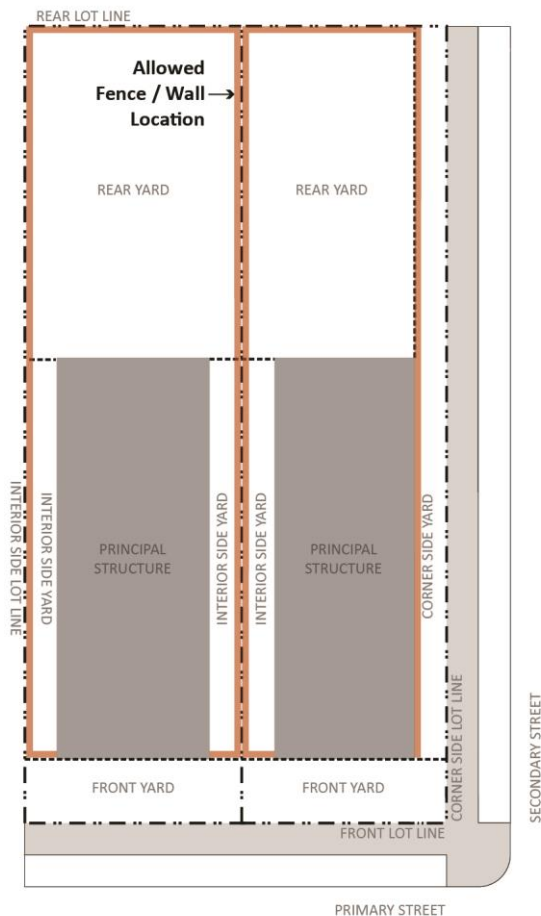 REAR LOT LINE
Allowed
Fence / Wall
Location
REAR YARD
REAR YARD
INTERIOR SIDE LOT LINE
INTERIOR SIDE YARD
PRINCIPAL
STRUCTURE
INTERIOR SIDE YARD
INTERIOR SIDE YARD
PRINCIPAL
STRUCTURE
CORNER SIDE YARD
CORNER SIDE LOT LINE
SECONDARY STREET
FRONT YARD
FRONT YARD
FRONT LOT LINE
PRIMARY STREET